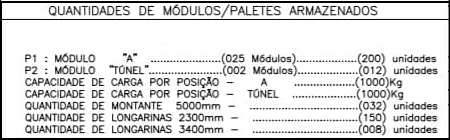 QUANTIDADES DE MÓDULOS/PALETES ARMAZENADOS
P1 : MÓDULO "A" ....................(025 Módulos)...................(200) unidades
P2 : MÓDULO "TÚNEL"....................(002 Módulos)...................(012) unidades
CAPACIDADE DE CARGA POR POSIÇÃO – A ......................(1000)Kg
CAPACIDADE DE CARGA POR POSIÇÃO – TÚNEL ......................(1000)Kg
QUANTIDADE DE MONTANTE 5000mm – ..............................(032) unidades
QUANTIDADE DE LONGARINAS 2300mm – ..............................(150) unidades
QUANTIDADE DE LONGARINAS 3400mm – ..............................(008) unidades